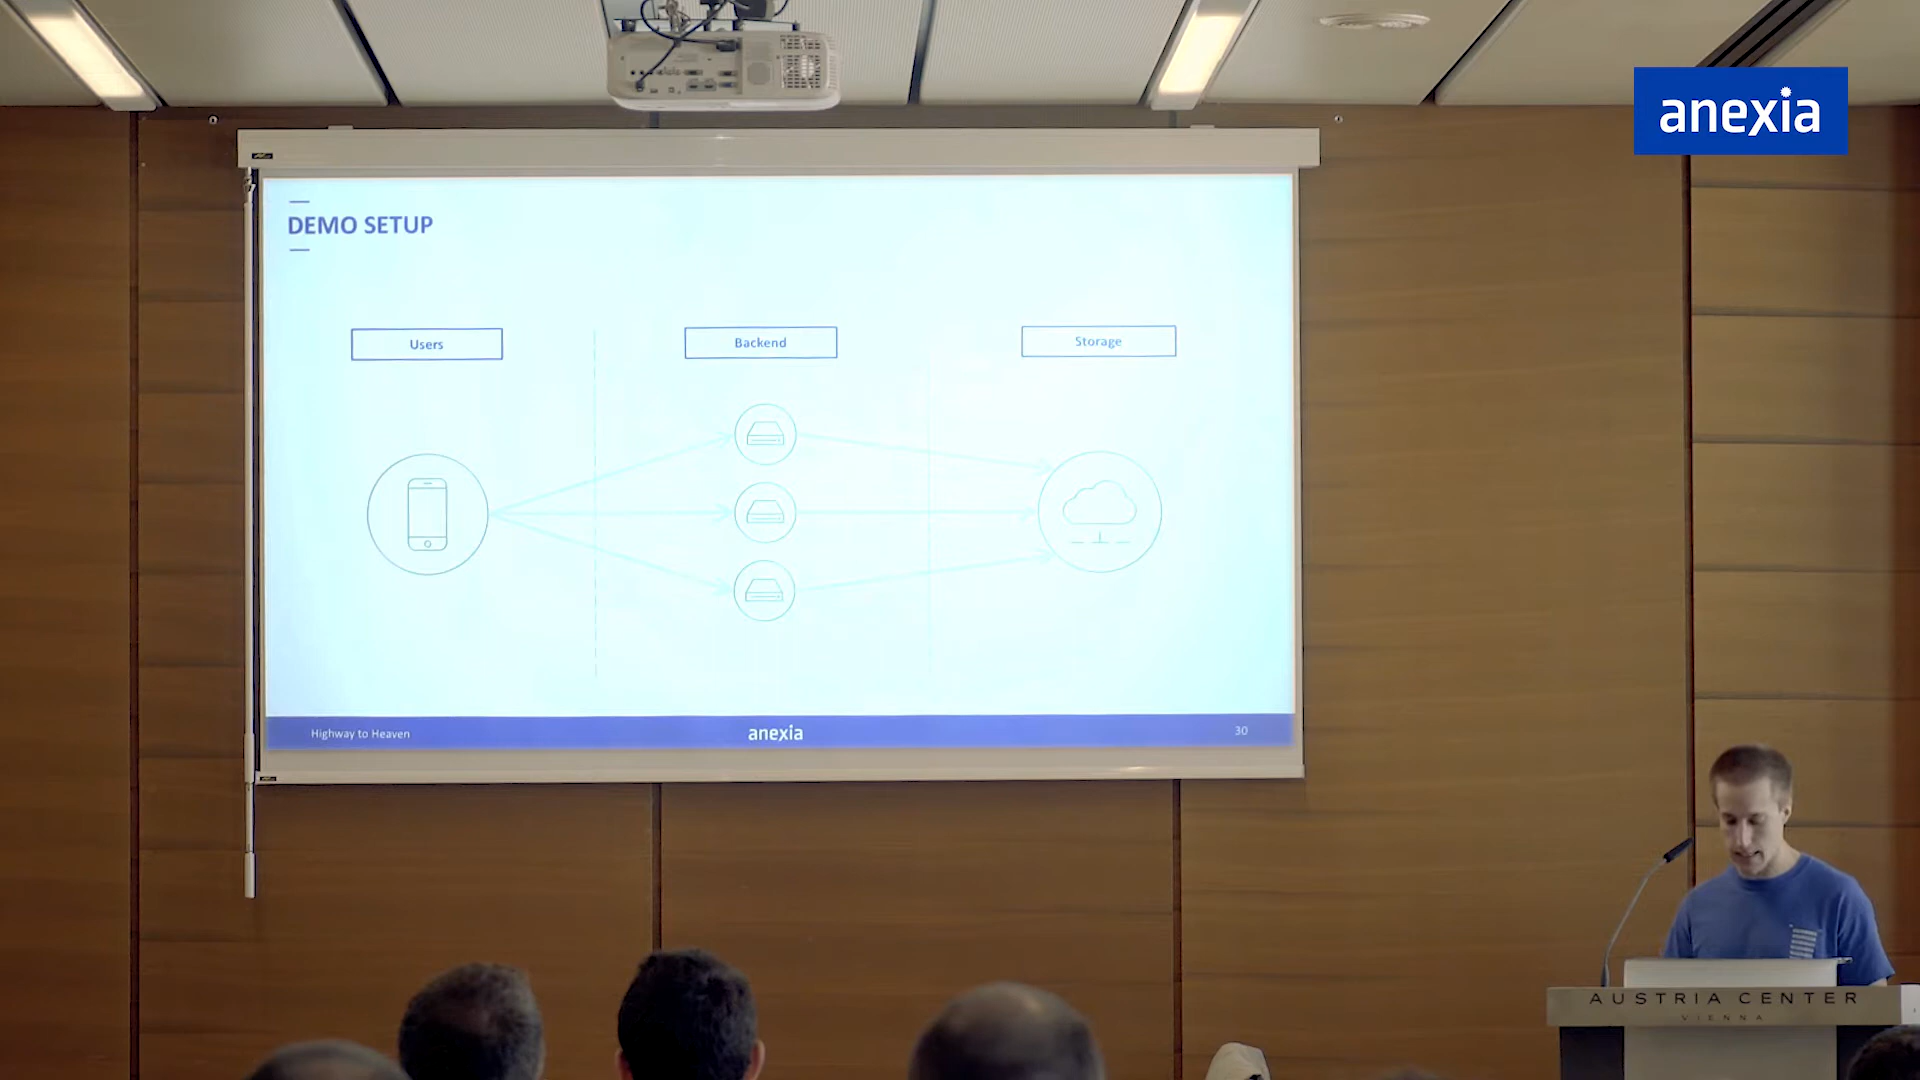 anexia
DEMO SETUP
Users
Backend
Storage
Highway to Heaven
anexia
30
AUSTRIA CENTER
VIENNA